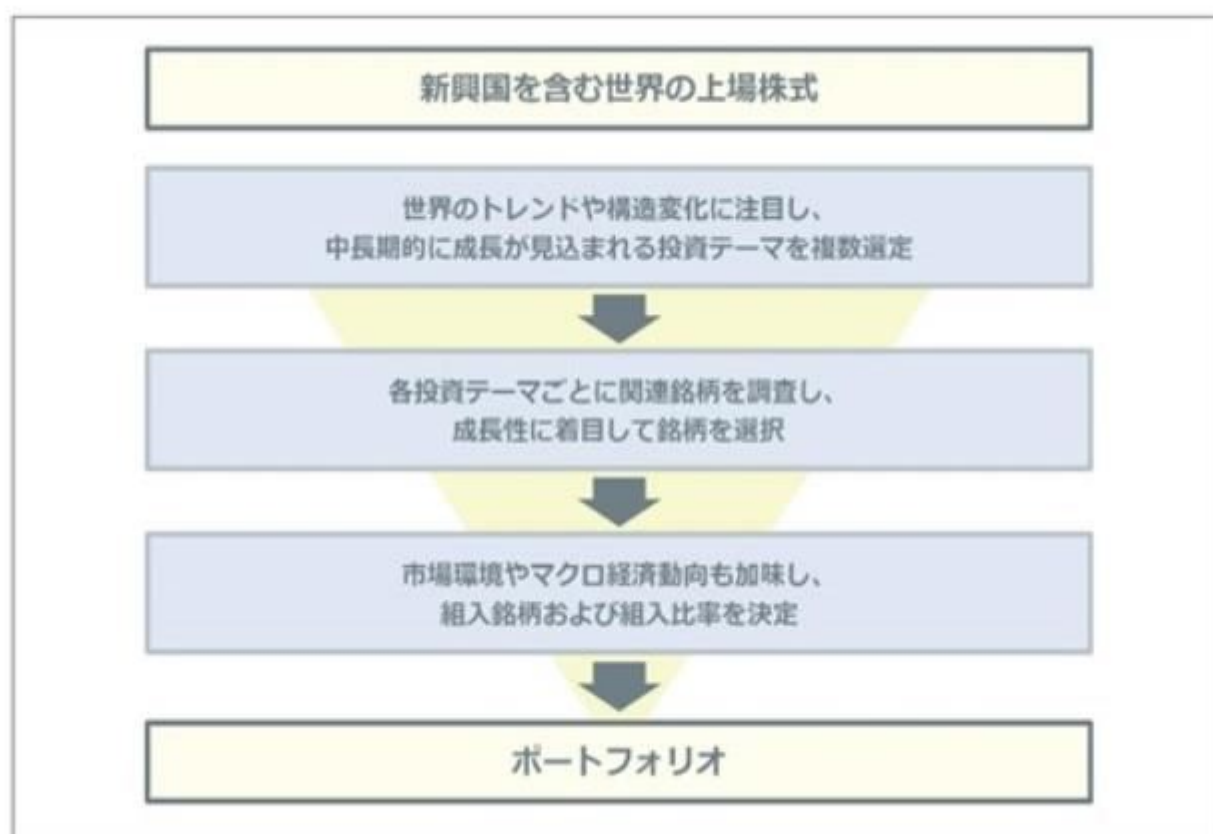 新興国を含む世界の上場株式
世界のトレンドや構造変化に注目し、
中長期的に成長が見込まれる投資テーマを複数選定
各投資テーマごとに関連銘柄を調査し、
成長性に着目して銘柄を選択
市場環境やマクロ経済動向も加味し、
組入銘柄および組入比率を決定
ポートフォリオ